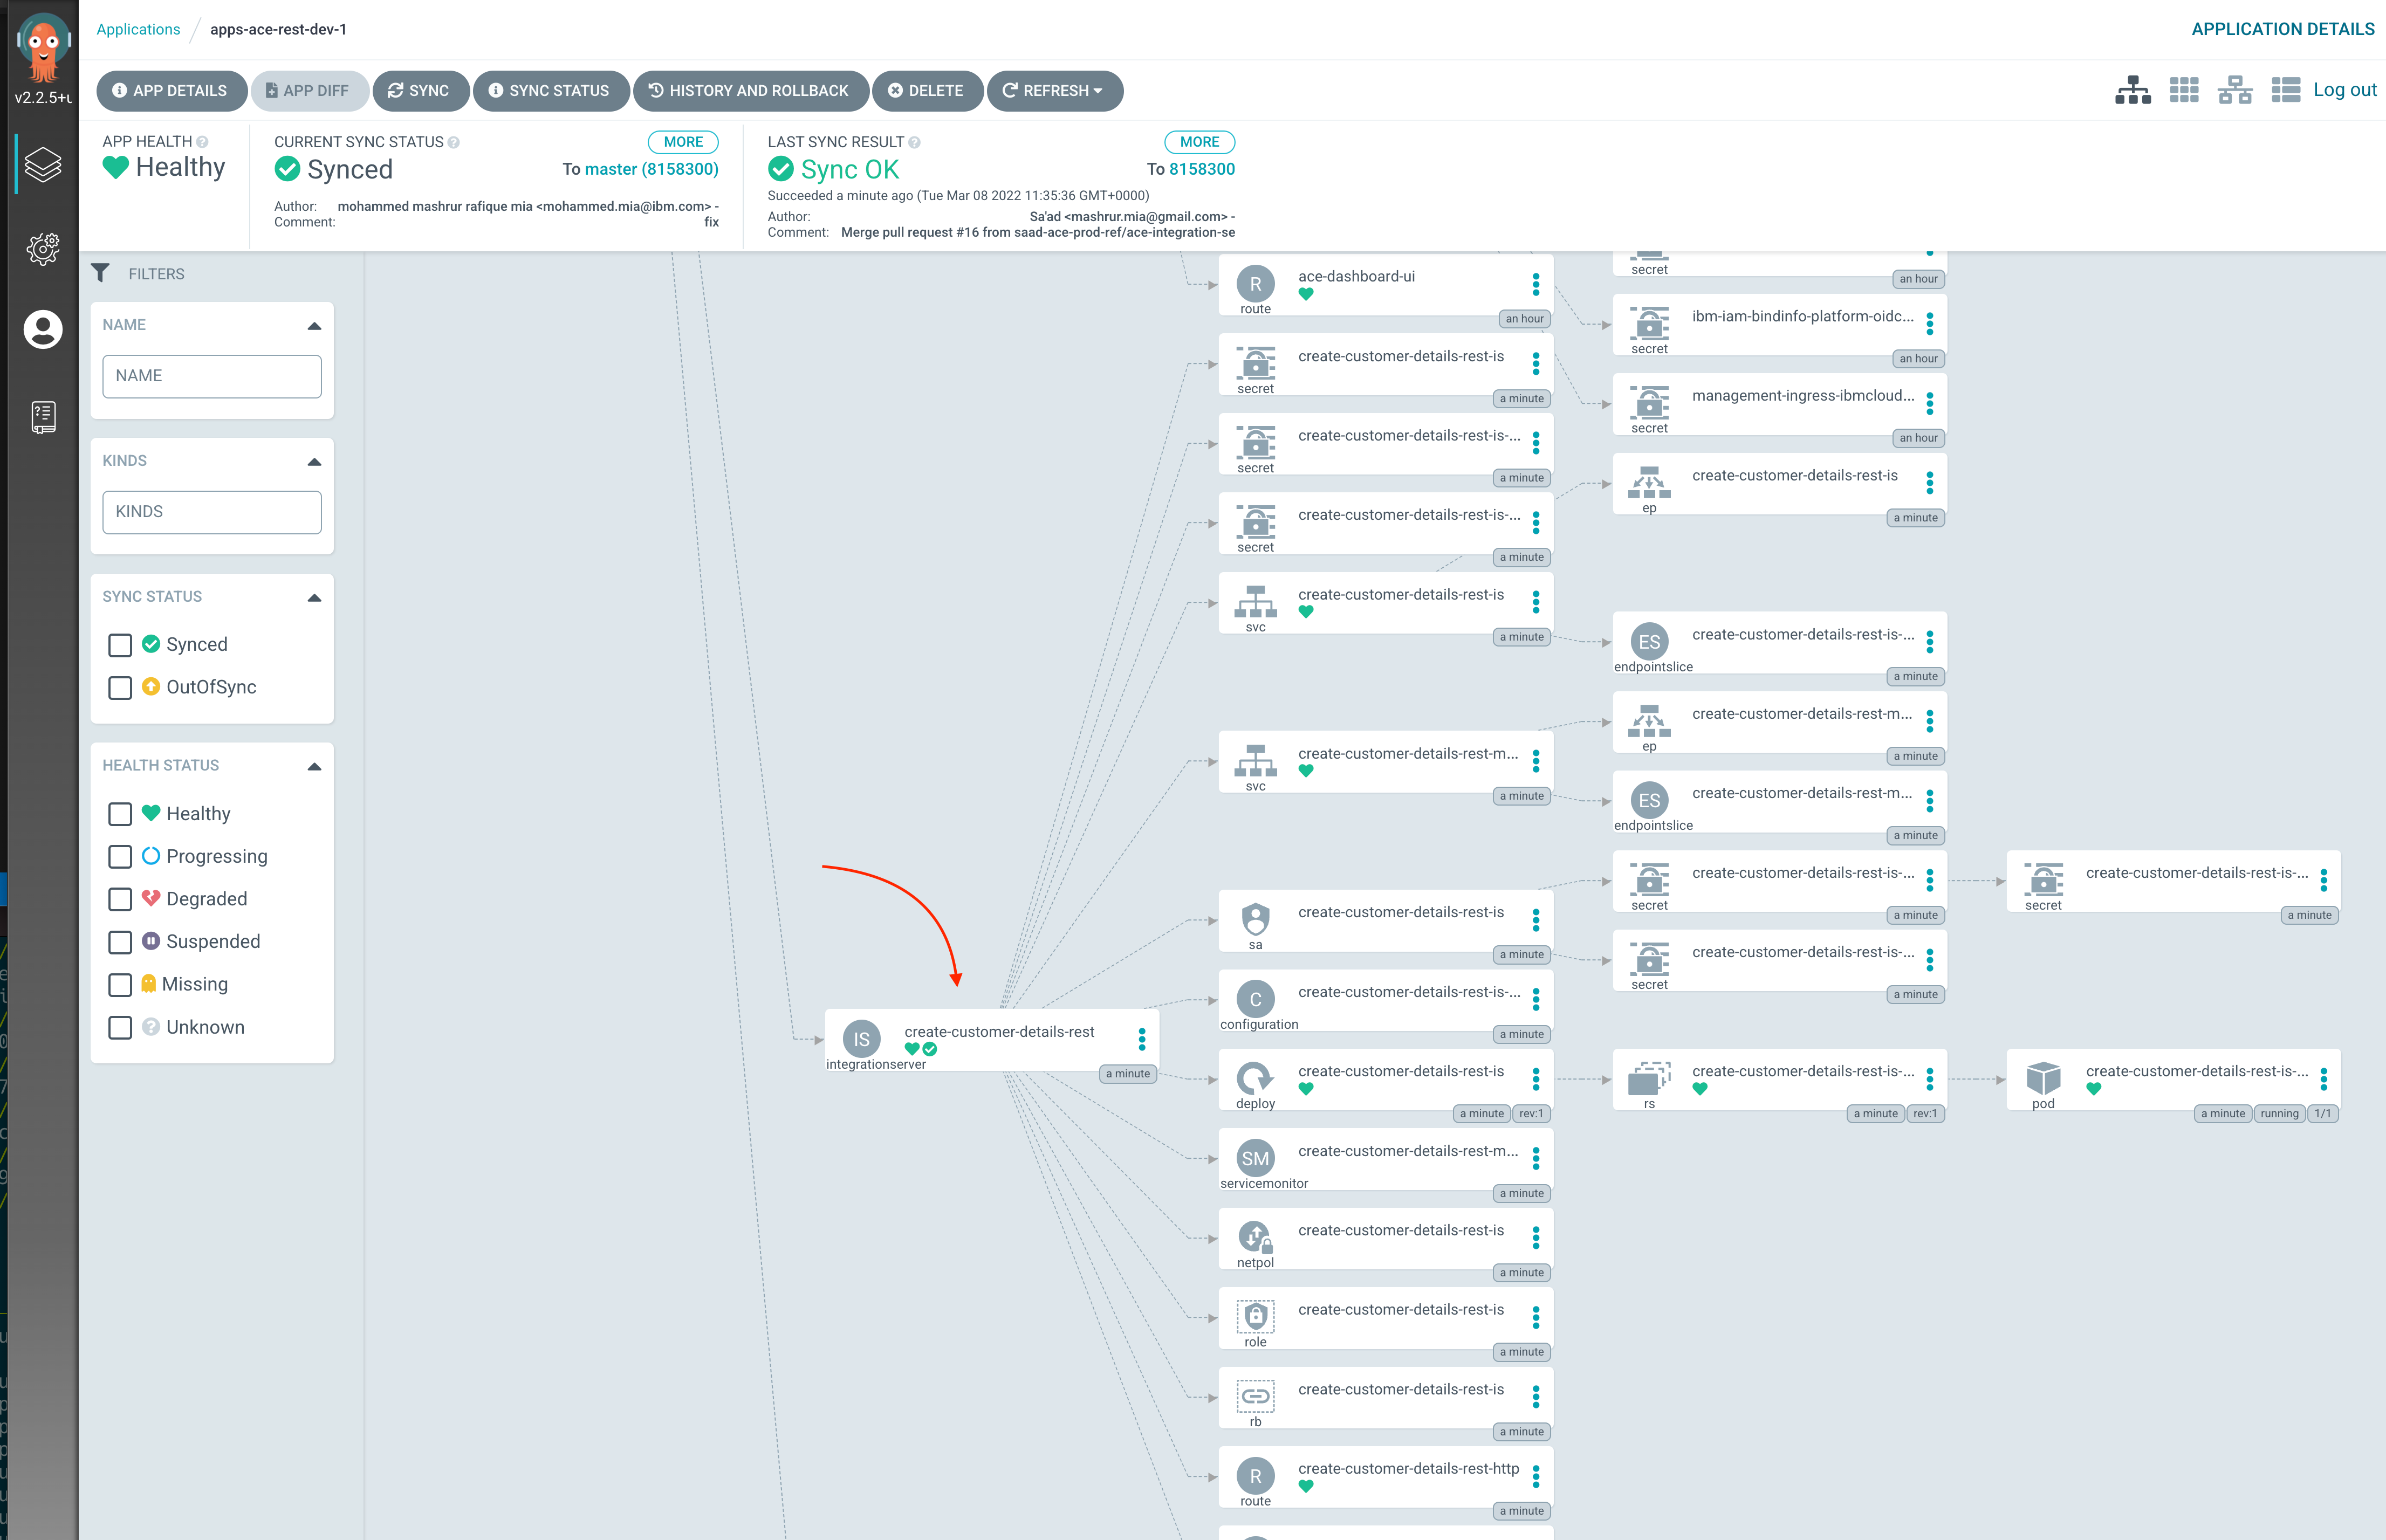 Applications / apps-ace-rest-dev-1
APPLICATION DETAILS
v2.2.5+
APP DETAILS
APP DIFF
SYNC
SYNC STATUS
HISTORY AND ROLLBACK
DELETE
REFRESH
Log out
APP HEALTH
Healthy
CURRENT SYNC STATUS
MORE
Synced
To master (8158300)
Author: mohammed mashrur rafique mia <mohammed.mia@ibm.com> -
Comment: fix
LAST SYNC RESULT
MORE
Sync OK
To 8158300
Succeeded a minute ago (Tue Mar 08 2022 11:35:36 GMT+0000)
Author: Sa'ad <mashrur.mia@gmail.com> -
Comment: Merge pull request #16 from saad-ace-prod-ref/ace-integration-se
FILTERS
NAME
NAME
KINDS
KINDS
SYNC STATUS
Synced
OutOfSync
HEALTH STATUS
Healthy
Progressing
Degraded
Suspended
Missing
Unknown
IS
integrationserver
create-customer-details-rest
a minute
R
route
ace-dashboard-ui
an hour
secret
create-customer-details-rest-is
a minute
secret
create-customer-details-rest-is-...
a minute
secret
create-customer-details-rest-is-...
a minute
svc
create-customer-details-rest-is
a minute
svc
create-customer-details-rest-m...
a minute
sa
create-customer-details-rest-is
a minute
C
configuration
create-customer-details-rest-is-...
a minute
deploy
create-customer-details-rest-is
a minute
rev:1
SM
servicemonitor
create-customer-details-rest-m...
a minute
netpol
create-customer-details-rest-is
a minute
role
create-customer-details-rest-is
a minute
rb
create-customer-details-rest-is
a minute
R
route
create-customer-details-rest-http
a minute
secret
an hour
secret
ibm-iam-bindinfo-platform-oidc...
an hour
secret
management-ingress-ibmcloud...
an hour
ep
create-customer-details-rest-is
a minute
ES
endpointslice
create-customer-details-rest-is-...
a minute
ep
create-customer-details-rest-m...
a minute
ES
endpointslice
create-customer-details-rest-m...
a minute
secret
create-customer-details-rest-is-...
a minute
secret
create-customer-details-rest-is-...
a minute
rs
create-customer-details-rest-is-...
a minute
rev:1
secret
create-customer-details-rest-is-...
a minute
pod
create-customer-details-rest-is-...
a minute
running
1/1